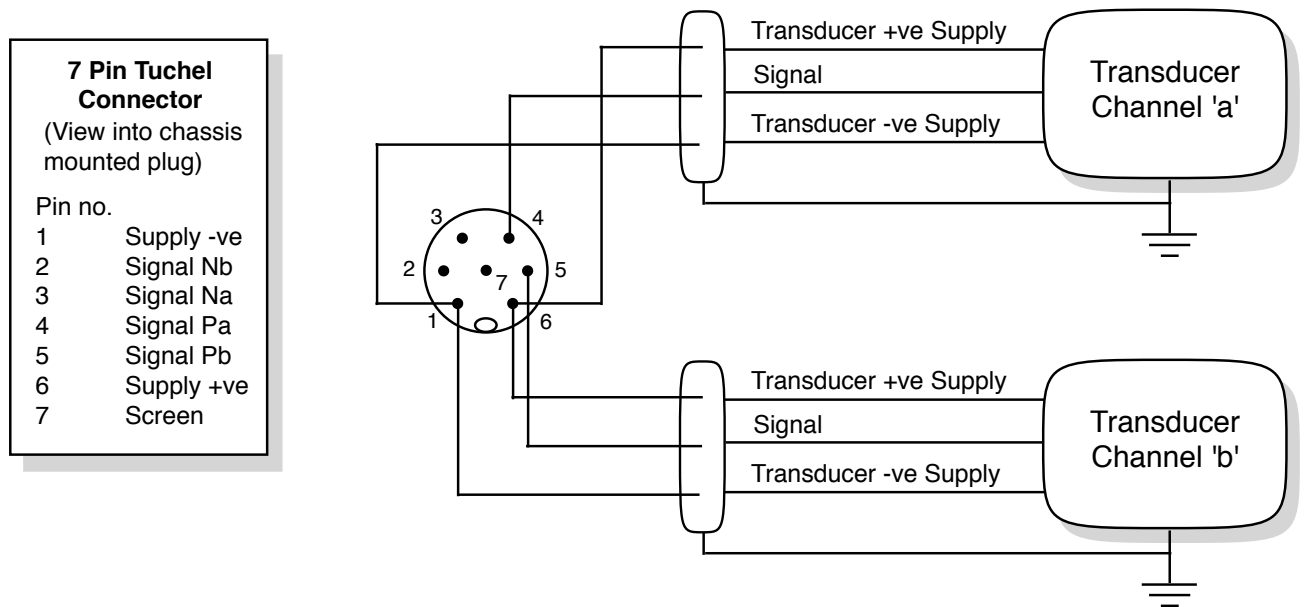 7 Pin Tuchel
Connector
(View into chassis
mounted plug)
Pin no.
1 Supply -ve
2 Signal Nb
3 Signal Na
4 Signal Pa
5 Signal Pb
6 Supply +ve
7 Screen
3
4
2
7
5
1
6
Transducer +ve Supply
Signal
Transducer -ve Supply
Transducer
Channel 'a'
Transducer +ve Supply
Signal
Transducer -ve Supply
Transducer
Channel 'b'